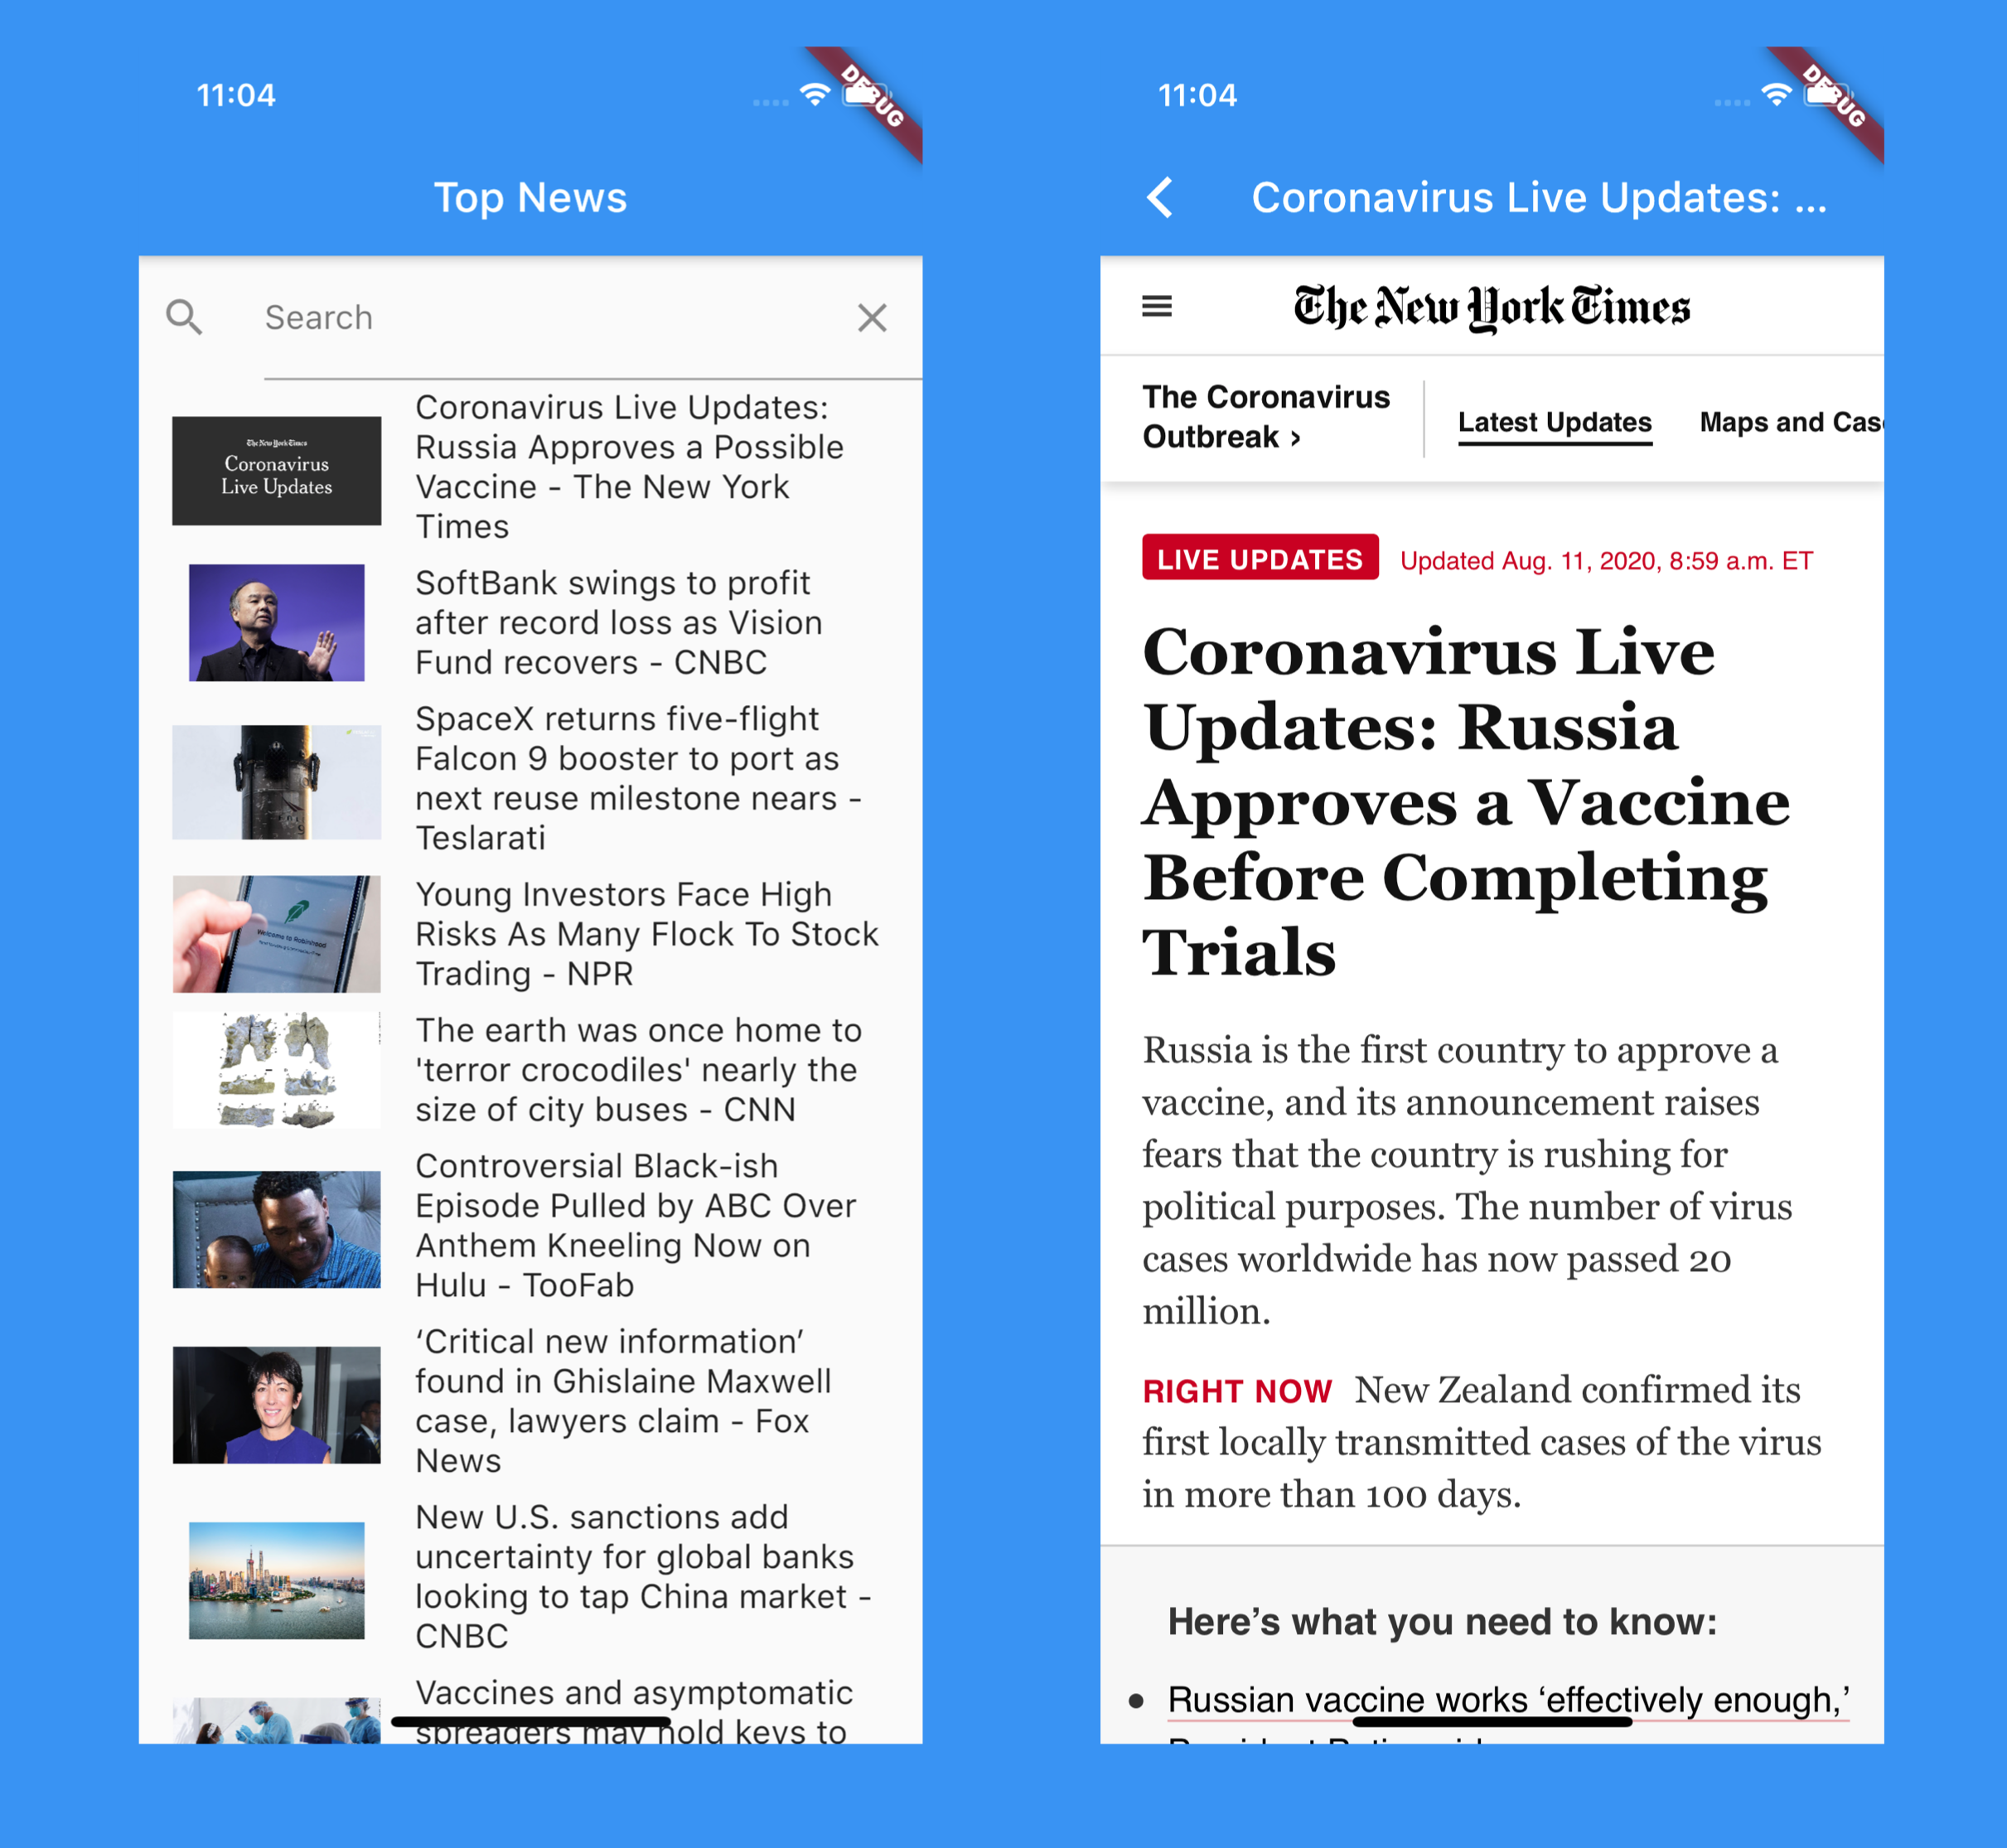 11:04
DEBUG
Top News
Search
The New York Times
Coronavirus
Live Updates
Coronavirus Live Updates:
Russia Approves a Possible
Vaccine - The New York
Times
SoftBank swings to profit
after record loss as Vision
Fund recovers - CNBC
SpaceX returns five-flight
Falcon 9 booster to port as
next reuse milestone nears -
Teslarati
Welcome to Robinhood
Young Investors Face High
Risks As Many Flock To Stock
Trading - NPR
The earth was once home to
'terror crocodiles' nearly the
size of city buses - CNN
Controversial Black-ish
Episode Pulled by ABC Over
Anthem Kneeling Now on
Hulu - TooFab
‘Critical new information’
found in Ghislaine Maxwell
case, lawyers claim - Fox
News
New U.S. sanctions add
uncertainty for global banks
looking to tap China market -
CNBC
Vaccines and asymptomatic
spreaders may hold keys to
11:04
DEBUG
Coronavirus Live Updates: ...
The New York Times
The Coronavirus
Outbreak ›
Latest Updates
Maps and Cas
LIVE UPDATES Updated Aug. 11, 2020, 8:59 a.m. ET
Coronavirus Live
Updates: Russia
Approves a Vaccine
Before Completing
Trials
Russia is the first country to approve a
vaccine, and its announcement raises
fears that the country is rushing for
political purposes. The number of virus
cases worldwide has now passed 20
million.
RIGHT NOW New Zealand confirmed its
first locally transmitted cases of the virus
in more than 100 days.
Here’s what you need to know:
• Russian vaccine works ‘effectively enough,’